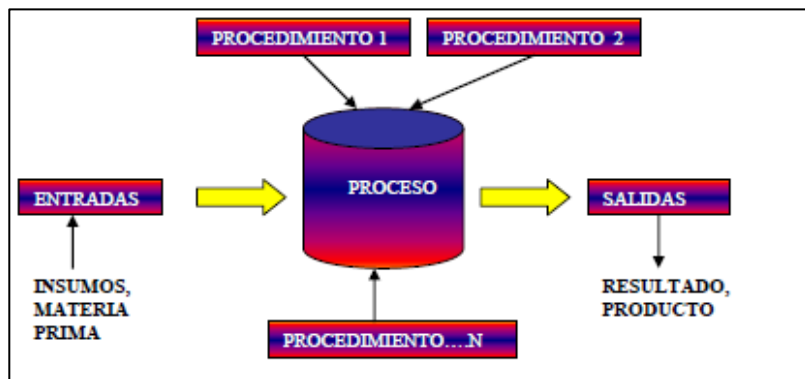 PROCEDIMIENTO 1
PROCEDIMIENTO 2
PROCESO
ENTRADAS
SALIDAS
INSUMOS,
MATERIA
PRIMA
RESULTADO,
PRODUCTO
PROCEDIMIENTO....N